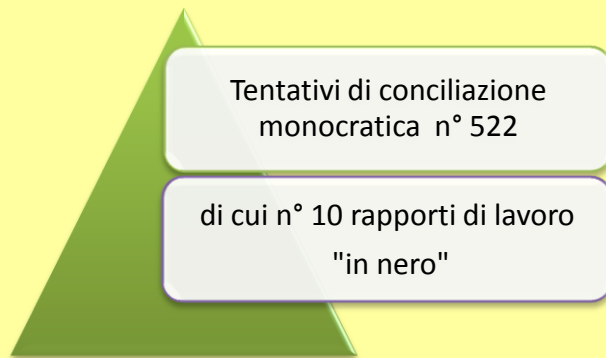 Tentativi di conciliazione
monocratica n° 522
di cui n° 10 rapporti di lavoro
"in nero"